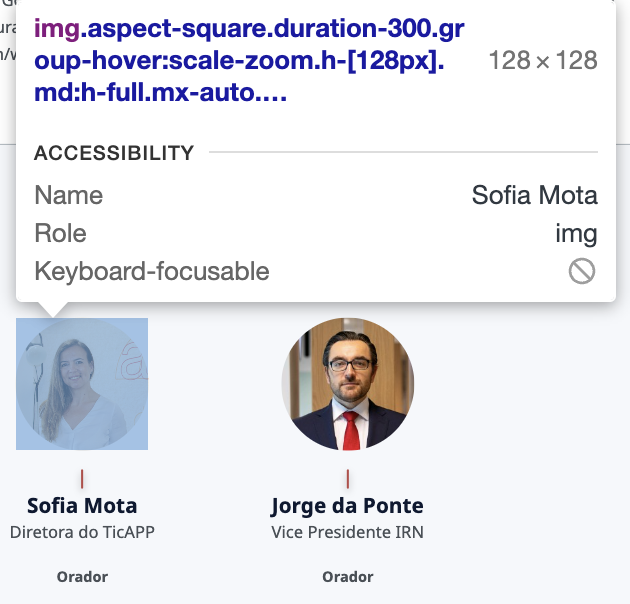 img.aspect-square.duration-300.gr
oup-hover:scale-zoom.h-[128px].
md:h-full.mx-auto.…
128 × 128
ACCESSIBILITY
Name Sofia Mota
Role img
Keyboard-focusable
Sofia Mota
Diretora do TicAPP
Orador
Jorge da Ponte
Vice Presidente IRN
Orador